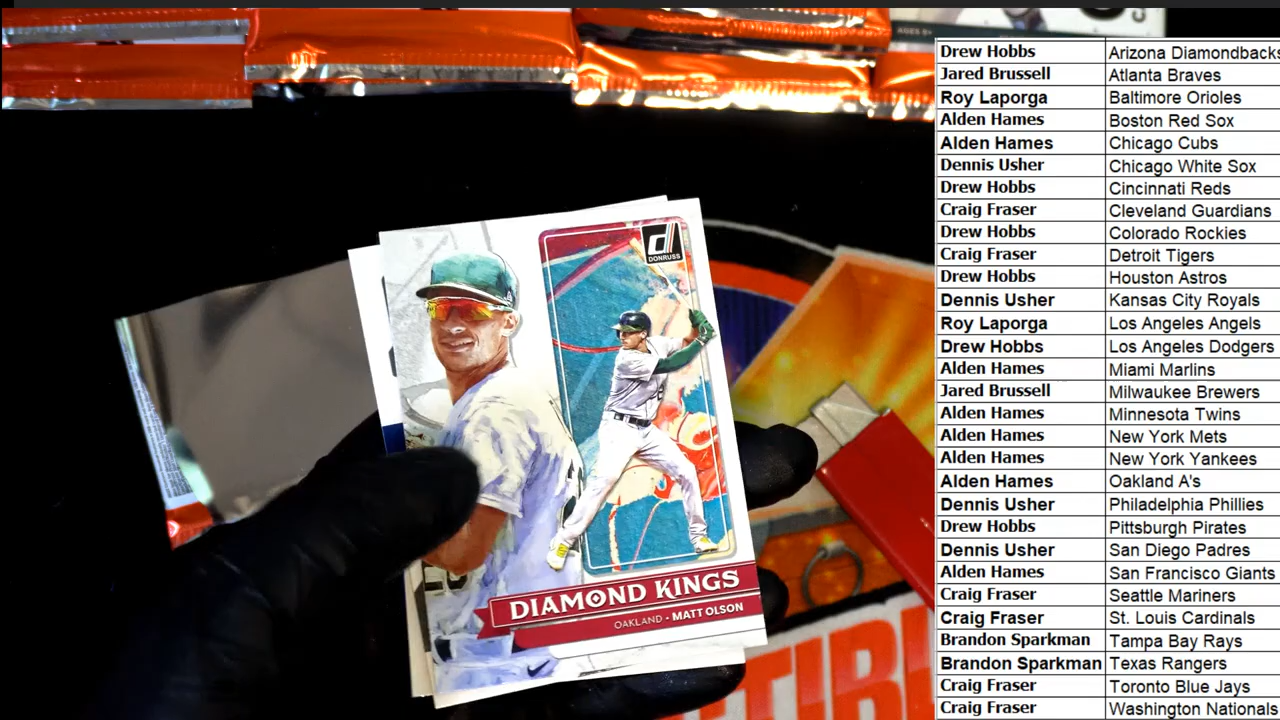 AGES 8+
DONRUSS
DIAMOND KINGS
OAKLAND - MATT OLSON
TIBL
Drew Hobbs Arizona Diamondbacks
Jared Brussell Atlanta Braves
Roy Laporga Baltimore Orioles
Alden Hames Boston Red Sox
Alden Hames Chicago Cubs
Dennis Usher Chicago White Sox
Drew Hobbs Cincinnati Reds
Craig Fraser Cleveland Guardians
Drew Hobbs Colorado Rockies
Craig Fraser Detroit Tigers
Drew Hobbs Houston Astros
Dennis Usher Kansas City Royals
Roy Laporga Los Angeles Angels
Drew Hobbs Los Angeles Dodgers
Alden Hames Miami Marlins
Jared Brussell Milwaukee Brewers
Alden Hames Minnesota Twins
Alden Hames New York Mets
Alden Hames New York Yankees
Alden Hames Oakland A's
Dennis Usher Philadelphia Phillies
Drew Hobbs Pittsburgh Pirates
Dennis Usher San Diego Padres
Alden Hames San Francisco Giants
Craig Fraser Seattle Mariners
Craig Fraser St. Louis Cardinals
Brandon Sparkman Tampa Bay Rays
Brandon Sparkman Texas Rangers
Craig Fraser Toronto Blue Jays
Craig Fraser Washington Nationals